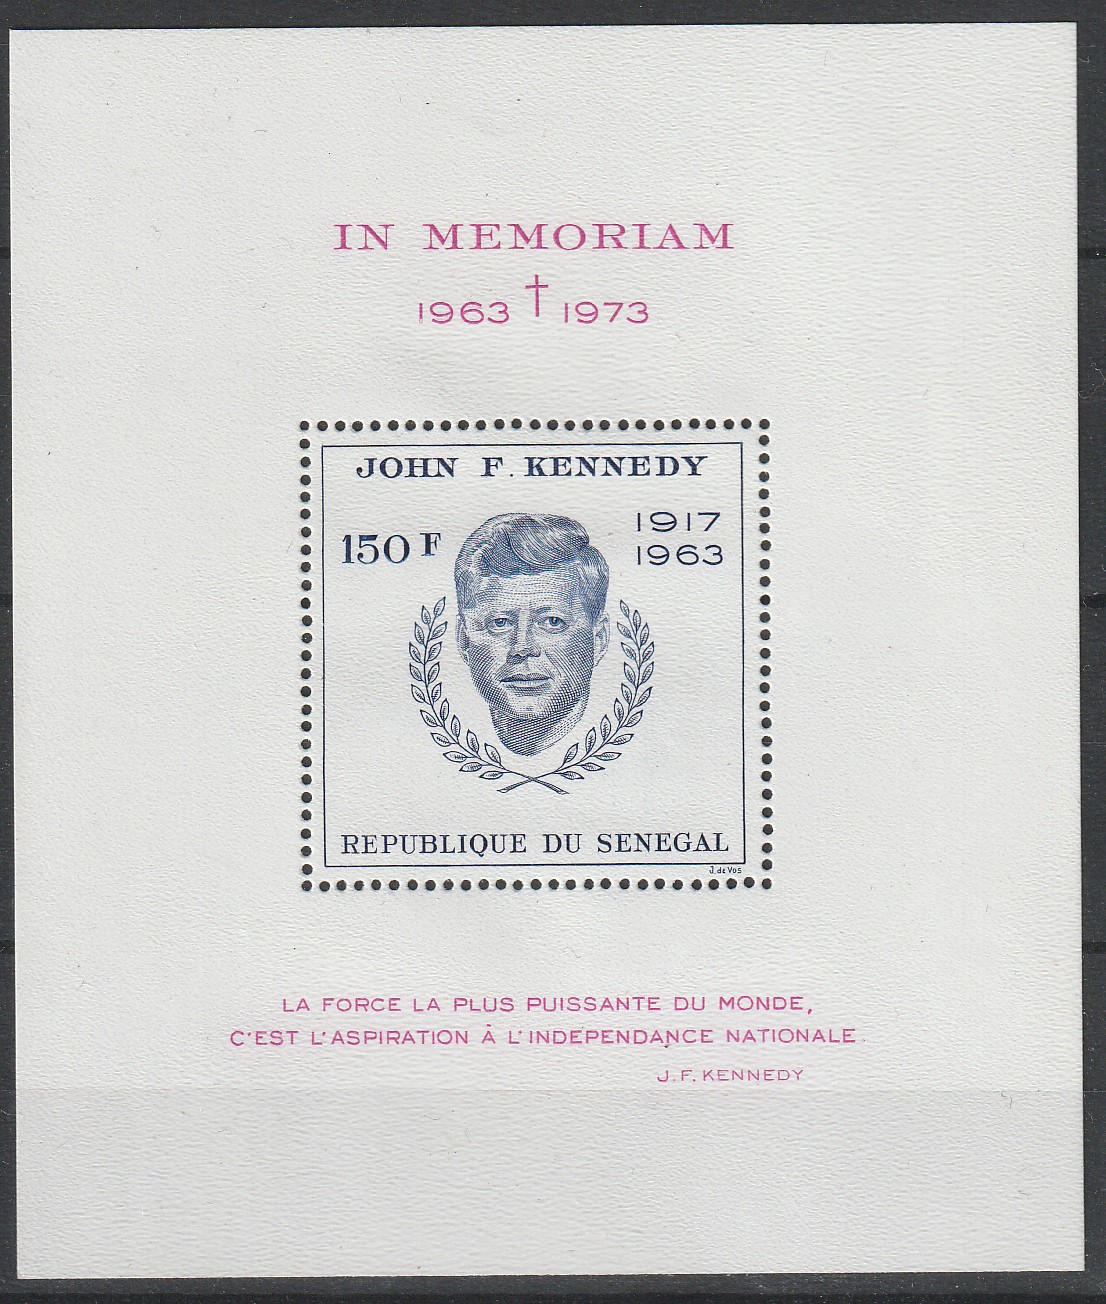 IN MEMORIAM
1963 † 1973
JOHN F. KENNEDY
150 F
1917
1963
REPUBLIQUE DU SENEGAL
J. de Vos
LA FORCE LA PLUS PUISSANTE DU MONDE,
C'EST L'ASPIRATION À L'INDEPENDANCE NATIONALE.
J. F. KENNEDY